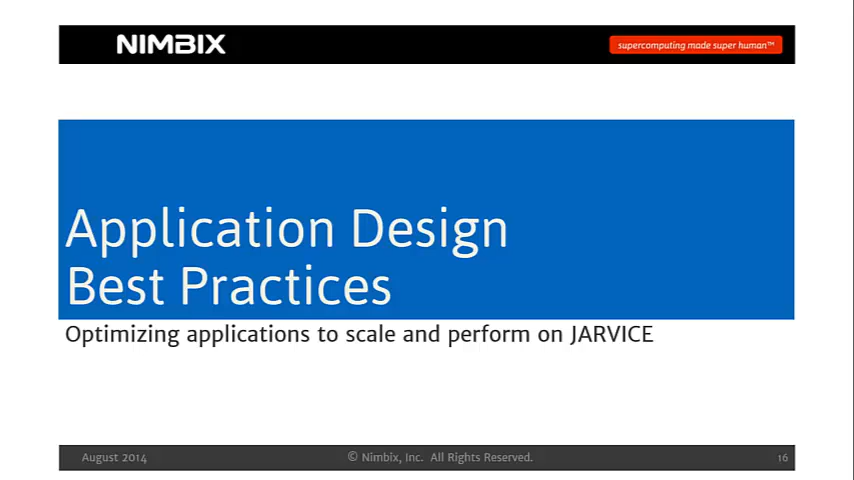 NIMBIX
supercomputing made super human™
Application Design
Best Practices
Optimizing applications to scale and perform on JARVICE
August 2014
© Nimbix, Inc. All Rights Reserved.
16